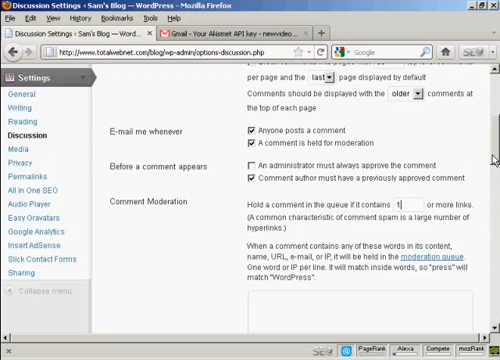 Discussion Settings ‹ Sam's Blog — WordPress - Mozilla Firefox
File Edit View History Bookmarks Tools Help
Discussion Settings ‹ Sam's Blog — WordPr...
Gmail - Your Akismet API key - newvideo...
http://www.totalwebnet.com/blog/wp-admin/options-discussion.php
Google
SEO
Settings
General
Writing
Reading
Discussion
Media
Privacy
Permalinks
All in One SEO
Audio Player
Easy Gravatars
Google Analytics
Insert AdSense
Slick Contact Forms
Sharing
Collapse menu
per page and the last page displayed by default
Comments should be displayed with the older comments at
the top of each page
E-mail me whenever
Anyone posts a comment
A comment is held for moderation
Before a comment appears
An administrator must always approve the comment
Comment author must have a previously approved comment
Comment Moderation
Hold a comment in the queue if it contains 1 or more links.
(A common characteristic of comment spam is a large number of
hyperlinks.)
When a comment contains any of these words in its content,
name, URL, e-mail, or IP, it will be held in the moderation queue.
One word or IP per line. It will match inside words, so "press" will
match "WordPress".
SEO PageRank Alexa Compete mozRank